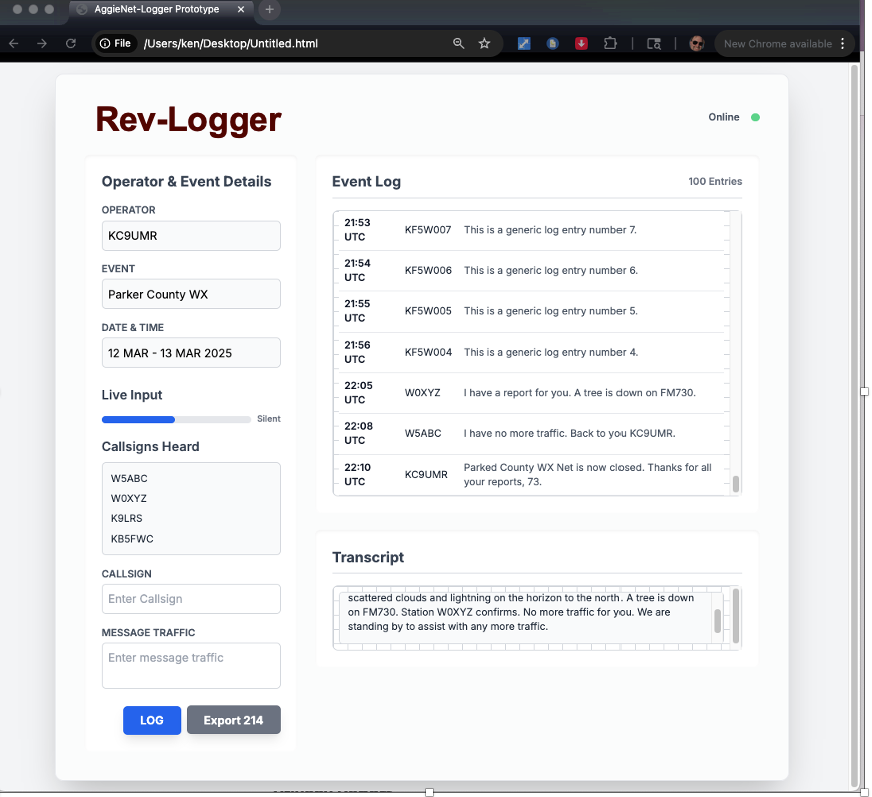 AggieNet-Logger Prototype
File
/Users/ken/Desktop/Untitled.html
New Chrome available
Rev-Logger
Online
Operator & Event Details
OPERATOR
KC9UMR
EVENT
Parker County WX
DATE & TIME
12 MAR - 13 MAR 2025
Live Input
Silent
Callsigns Heard
W5ABC
W0XYZ
K9LRS
KB5FWC
CALLSIGN
Enter Callsign
MESSAGE TRAFFIC
Enter message traffic
LOG
Export 214
Event Log
100 Entries
21:53 UTC KF5W007 This is a generic log entry number 7.
21:54 UTC KF5W006 This is a generic log entry number 6.
21:55 UTC KF5W005 This is a generic log entry number 5.
21:56 UTC KF5W004 This is a generic log entry number 4.
22:05 UTC W0XYZ I have a report for you. A tree is down on FM730.
22:08 UTC W5ABC I have no more traffic. Back to you KC9UMR.
22:10 UTC KC9UMR Parked County WX Net is now closed. Thanks for all
your reports, 73.
Transcript
scattered clouds and lightning on the horizon to the north. A tree is down
on FM730. Station W0XYZ confirms. No more traffic for you. We are
standing by to assist with any more traffic.